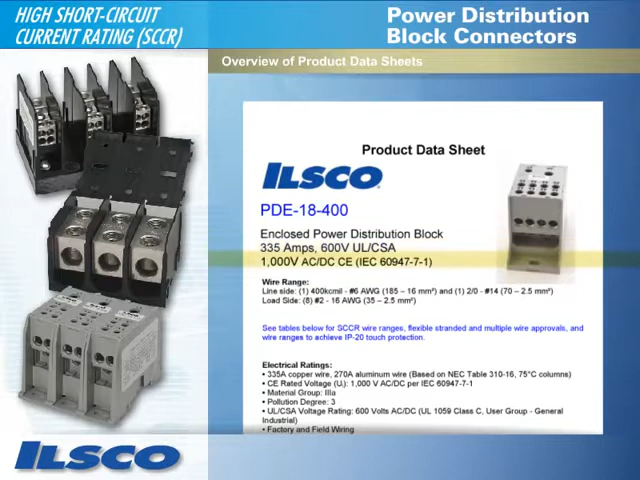 HIGH SHORT-CIRCUIT
CURRENT RATING (SCCR)
Power Distribution
Block Connectors
Overview of Product Data Sheets
Product Data Sheet
ILSCO
PDE-18-400
Enclosed Power Distribution Block
335 Amps, 600V UL/CSA
1,000V AC/DC CE (IEC 60947-7-1)
Wire Range:
Line side: (1) 400kcmil - #6 AWG (185 – 16 mm²) and (1) 2/0 - #14 (70 – 2.5 mm²)
Load Side: (8) #2 - 16 AWG (35 – 2.5 mm²)
See tables below for SCCR wire ranges, flexible stranded and multiple wire approvals, and
wire ranges to achieve IP-20 touch protection.
Electrical Ratings:
• 335A copper wire, 270A aluminum wire (Based on NEC Table 310-16, 75°C columns)
• CE Rated Voltage (Uᵢ): 1,000 V AC/DC per IEC 60947-7-1
• Material Group: IIIa
• Pollution Degree: 3
• UL/CSA Voltage Rating: 600 Volts AC/DC (UL 1059 Class C, User Group - General
Industrial)
• Factory and Field Wiring
ILSCO